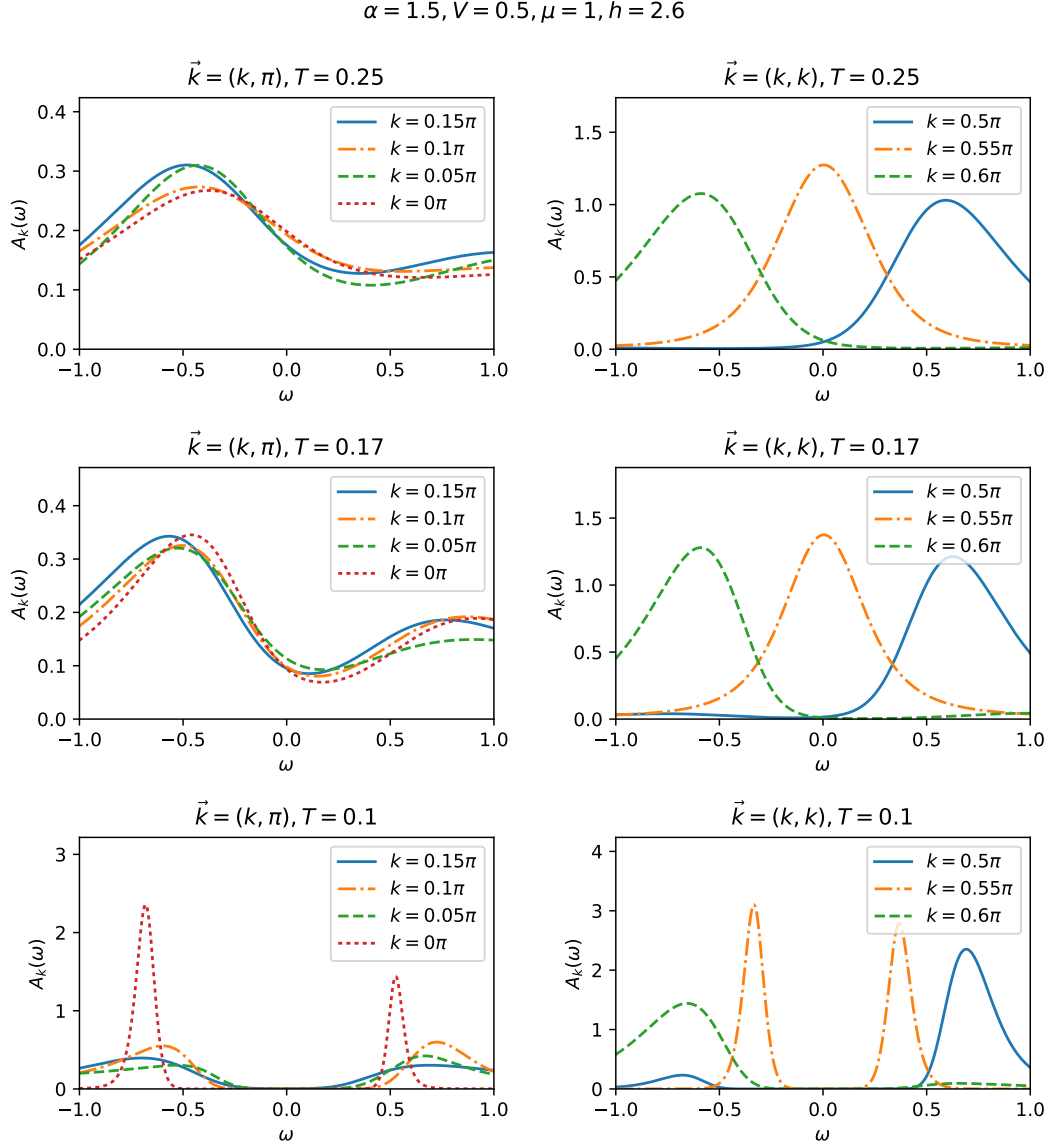 α = 1.5, V = 0.5, μ = 1, h = 2.6
k⃗ = (k, π), T = 0.25
0.4
0.3
0.2
0.1
0.0
−1.0 −0.5 0.0 0.5 1.0
ω
A_k(ω)
k = 0.15π
k = 0.1π
k = 0.05π
k = 0π
k⃗ = (k, k), T = 0.25
1.5
1.0
0.5
0.0
−1.0 −0.5 0.0 0.5 1.0
ω
A_k(ω)
k = 0.5π
k = 0.55π
k = 0.6π
k⃗ = (k, π), T = 0.17
0.4
0.3
0.2
0.1
0.0
−1.0 −0.5 0.0 0.5 1.0
ω
A_k(ω)
k = 0.15π
k = 0.1π
k = 0.05π
k = 0π
k⃗ = (k, k), T = 0.17
1.5
1.0
0.5
0.0
−1.0 −0.5 0.0 0.5 1.0
ω
A_k(ω)
k = 0.5π
k = 0.55π
k = 0.6π
k⃗ = (k, π), T = 0.1
3
2
1
0
−1.0 −0.5 0.0 0.5 1.0
ω
A_k(ω)
k = 0.15π
k = 0.1π
k = 0.05π
k = 0π
k⃗ = (k, k), T = 0.1
4
3
2
1
0
−1.0 −0.5 0.0 0.5 1.0
ω
A_k(ω)
k = 0.5π
k = 0.55π
k = 0.6π